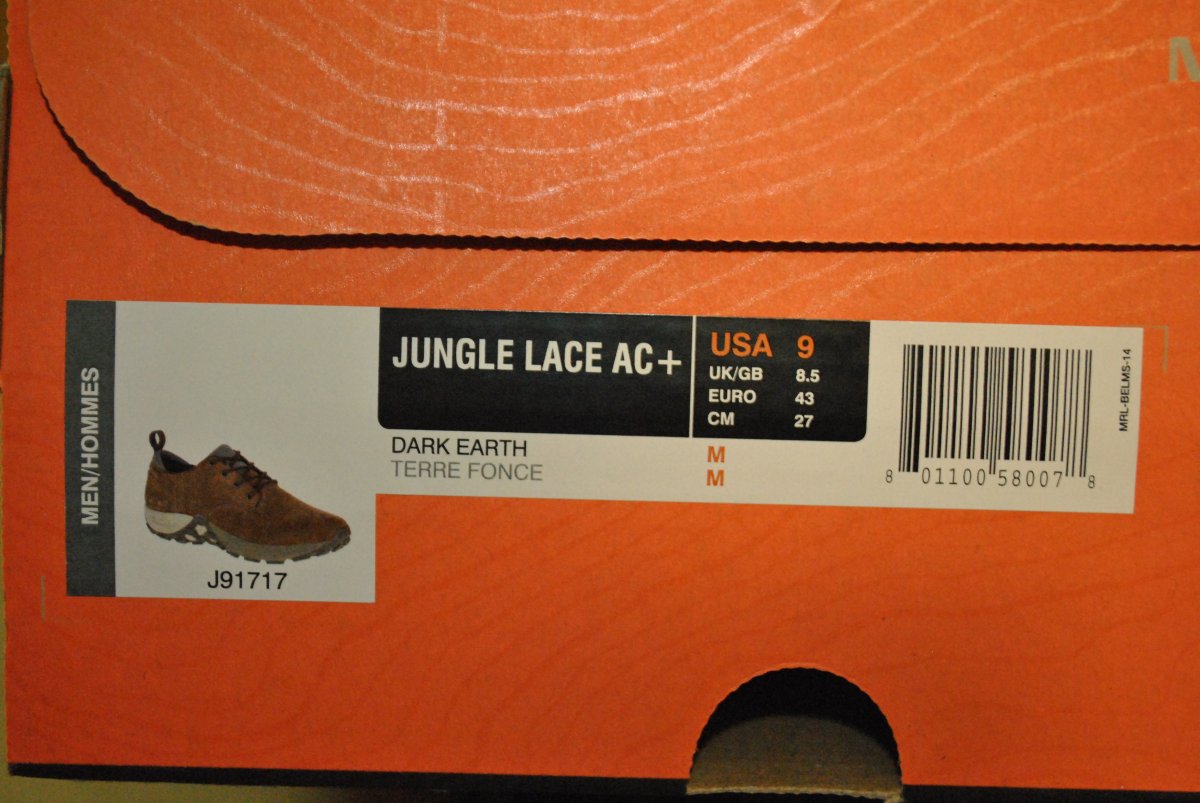 M
MEN/HOMMES
J91717
JUNGLE LACE AC+
DARK EARTH
TERRE FONCE
USA 9
UK/GB 8.5
EURO 43
CM 27
M
M
8 01100 58007 8
MRL-BELMS-14